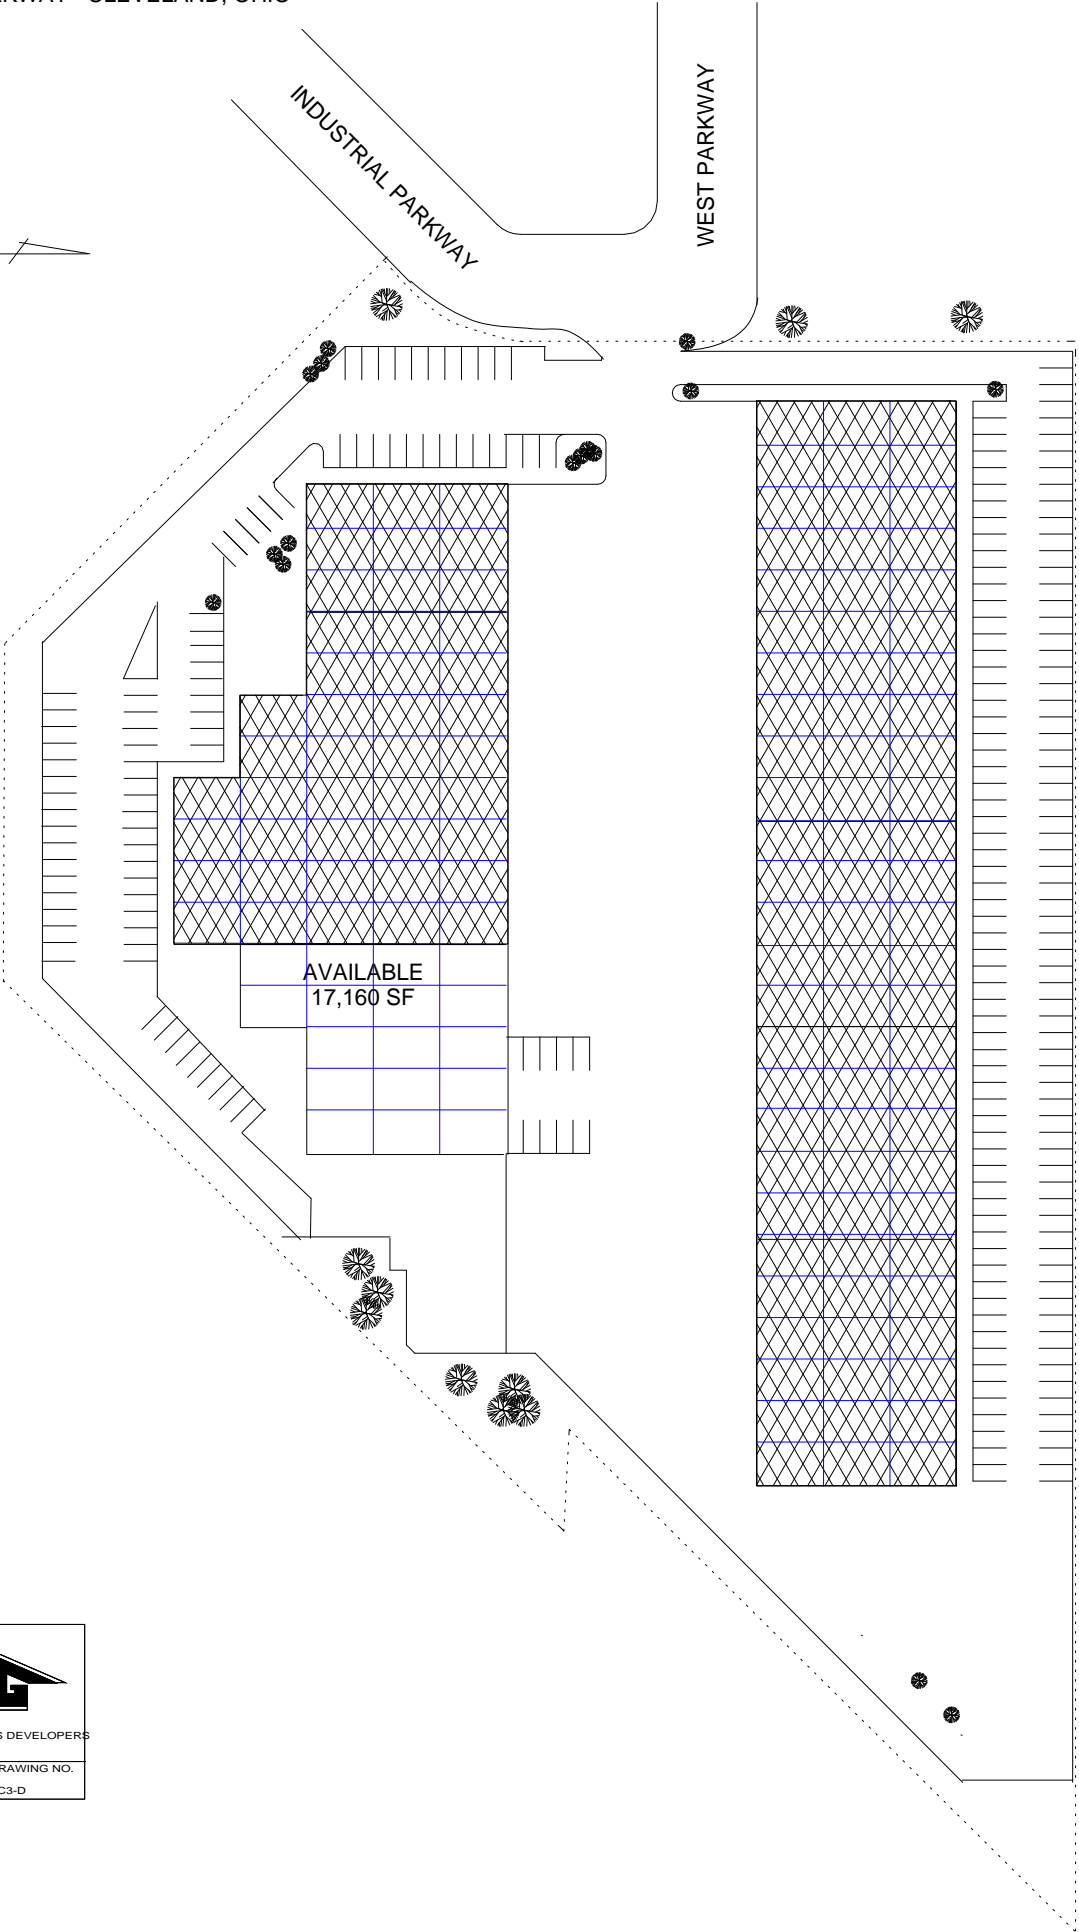 CLEVELAND, OHIO
INDUSTRIAL PARKWAY
WEST PARKWAY
AVAILABLE
17,160 SF
G
S DEVELOPERS
RAWING NO.
C3-D